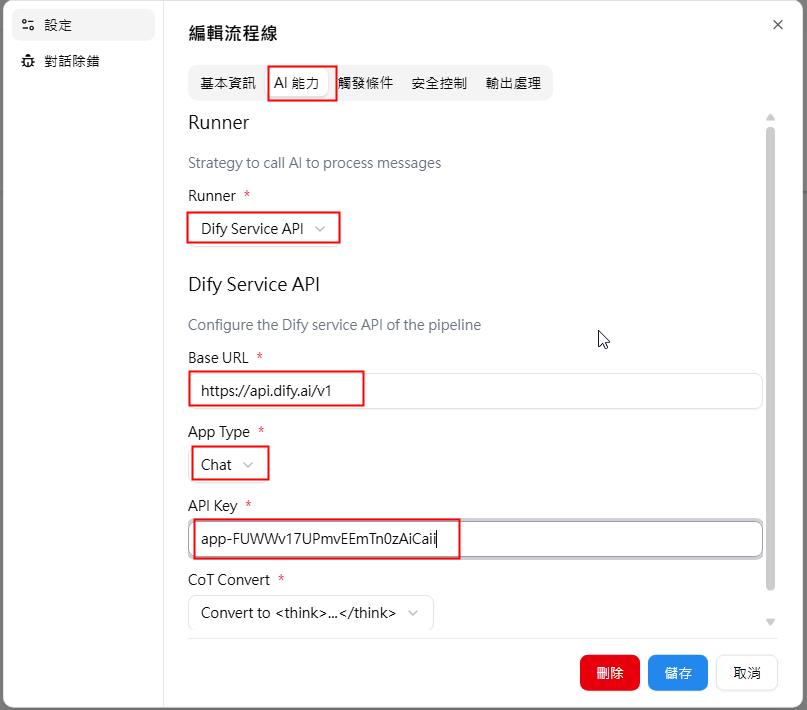 設定
對話除錯
編輯流程線
基本資訊 AI 能力 觸發條件 安全控制 輸出處理
Runner
Strategy to call AI to process messages
Runner *
Dify Service API
Dify Service API
Configure the Dify service API of the pipeline
Base URL *
https://api.dify.ai/v1
App Type *
Chat
API Key *
app-FUWWv17UPmvEEmTn0zAiCaii
CoT Convert *
Convert to <think>...</think>
刪除 儲存 取消